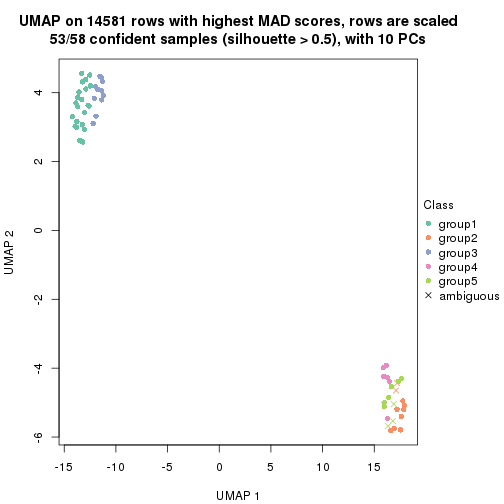 UMAP on 14581 rows with highest MAD scores, rows are scaled
53/58 confident samples (silhouette > 0.5), with 10 PCs
4
2
0
-2
-4
-6
UMAP 2
-15
-10
-5
0
5
10
15
UMAP 1
Class
group1
group2
group3
group4
group5
ambiguous